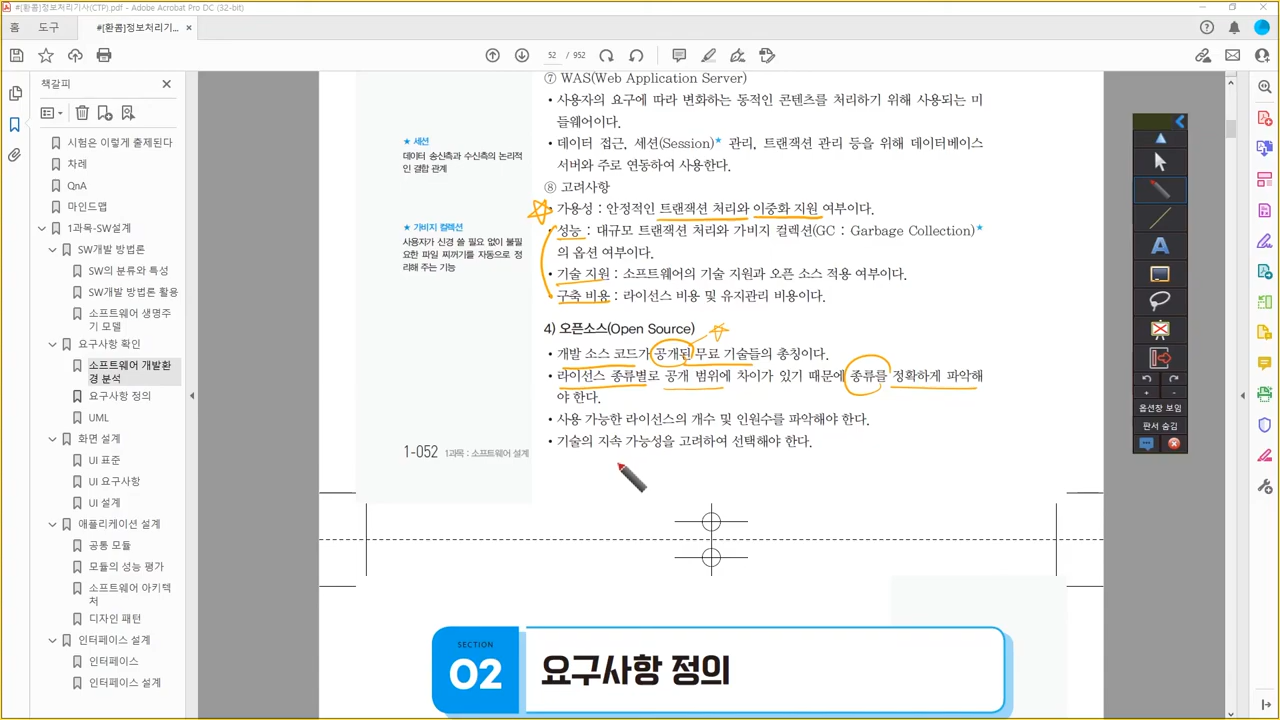 #[환콤]정보처리기사(CTP).pdf - Adobe Acrobat Pro DC (32-bit)
홈
도구
#[환콤]정보처리기...
52 / 952
책갈피
시험은 이렇게 출제된다
차례
QnA
마인드맵
1과목-SW설계
SW개발 방법론
SW의 분류와 특성
SW개발 방법론 활용
소프트웨어 생명주
기 모델
요구사항 확인
소프트웨어 개발환
경 분석
요구사항 정의
UML
화면 설계
UI 표준
UI 요구사항
UI 설계
애플리케이션 설계
공통 모듈
모듈의 성능 평가
소프트웨어 아키텍
처
디자인 패턴
인터페이스 설계
인터페이스
인터페이스 설계
★ 세션
데이터 송신측과 수신측의 논리적
인 결합 관계
★ 가비지 컬렉션
사용자가 신경 쓸 필요 없이 불필
요한 파일 찌꺼기를 자동으로 정
리해 주는 기능
⑦ WAS(Web Application Server)
• 사용자의 요구에 따라 변화하는 동적인 콘텐츠를 처리하기 위해 사용되는 미
들웨어이다.
• 데이터 접근, 세션(Session)★ 관리, 트랜잭션 관리 등을 위해 데이터베이스
서버와 주로 연동하여 사용한다.
⑧ 고려사항
• 가용성 : 안정적인 트랜잭션 처리와 이중화 지원 여부이다.
• 성능 : 대규모 트랜잭션 처리와 가비지 컬렉션(GC : Garbage Collection)★
의 옵션 여부이다.
• 기술 지원 : 소프트웨어의 기술 지원과 오픈 소스 적용 여부이다.
• 구축 비용 : 라이선스 비용 및 유지관리 비용이다.
4) 오픈소스(Open Source)
• 개발 소스 코드가 공개된 무료 기술들의 총칭이다.
• 라이선스 종류별로 공개 범위에 차이가 있기 때문에 종류를 정확하게 파악해
야 한다.
• 사용 가능한 라이선스의 개수 및 인원수를 파악해야 한다.
• 기술의 지속 가능성을 고려하여 선택해야 한다.
1-052 1과목 : 소프트웨어 설계
SECTION
02
요구사항 정의
옵션창 보임
판서 숨김